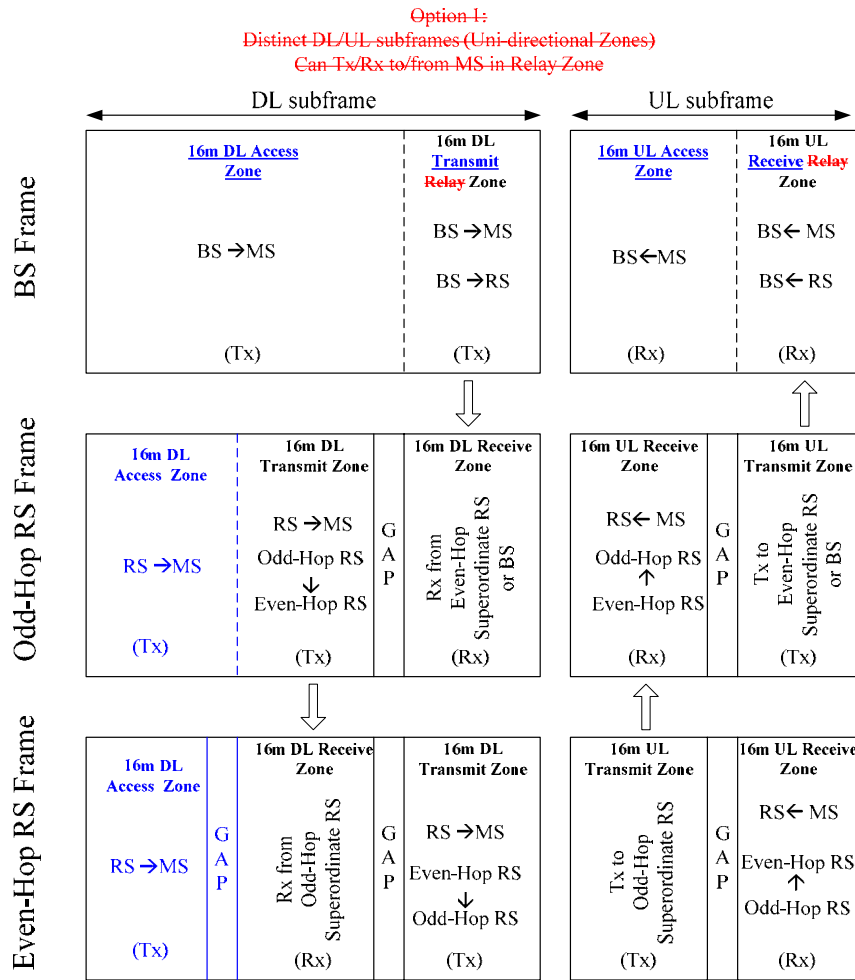 Option 1:
Distinct DL/UL subframes (Uni-directional Zones)
Can Tx/Rx to/from MS in Relay Zone
DL subframe
UL subframe
BS Frame
16m DL Access
Zone
BS → MS
(Tx)
16m DL
Transmit
Relay Zone
BS → MS
BS → RS
(Tx)
16m UL Access
Zone
BS ← MS
(Rx)
16m UL
Receive Relay
Zone
BS ← MS
BS ← RS
(Rx)
Odd-Hop RS Frame
16m DL
Access Zone
RS → MS
(Tx)
16m DL
Transmit Zone
RS → MS
Odd-Hop RS
↓
Even-Hop RS
(Tx)
GAP
16m DL Receive
Zone
Rx from
Even-Hop
Superordinate RS
or BS
(Rx)
16m UL Receive
Zone
RS ← MS
Odd-Hop RS
↑
Even-Hop RS
(Rx)
GAP
16m UL
Transmit Zone
Tx to
Even-Hop
Superordinate RS
or BS
(Tx)
Even-Hop RS Frame
16m DL
Access Zone
RS → MS
(Tx)
GAP
16m DL Receive
Zone
Rx from
Odd-Hop
Superordinate RS
(Rx)
GAP
16m DL
Transmit Zone
RS → MS
Even-Hop RS
↓
Odd-Hop RS
(Tx)
16m UL
Transmit Zone
Tx to
Odd-Hop
Superordinate RS
(Tx)
GAP
16m UL Receive
Zone
RS ← MS
Even-Hop RS
↑
Odd-Hop RS
(Rx)